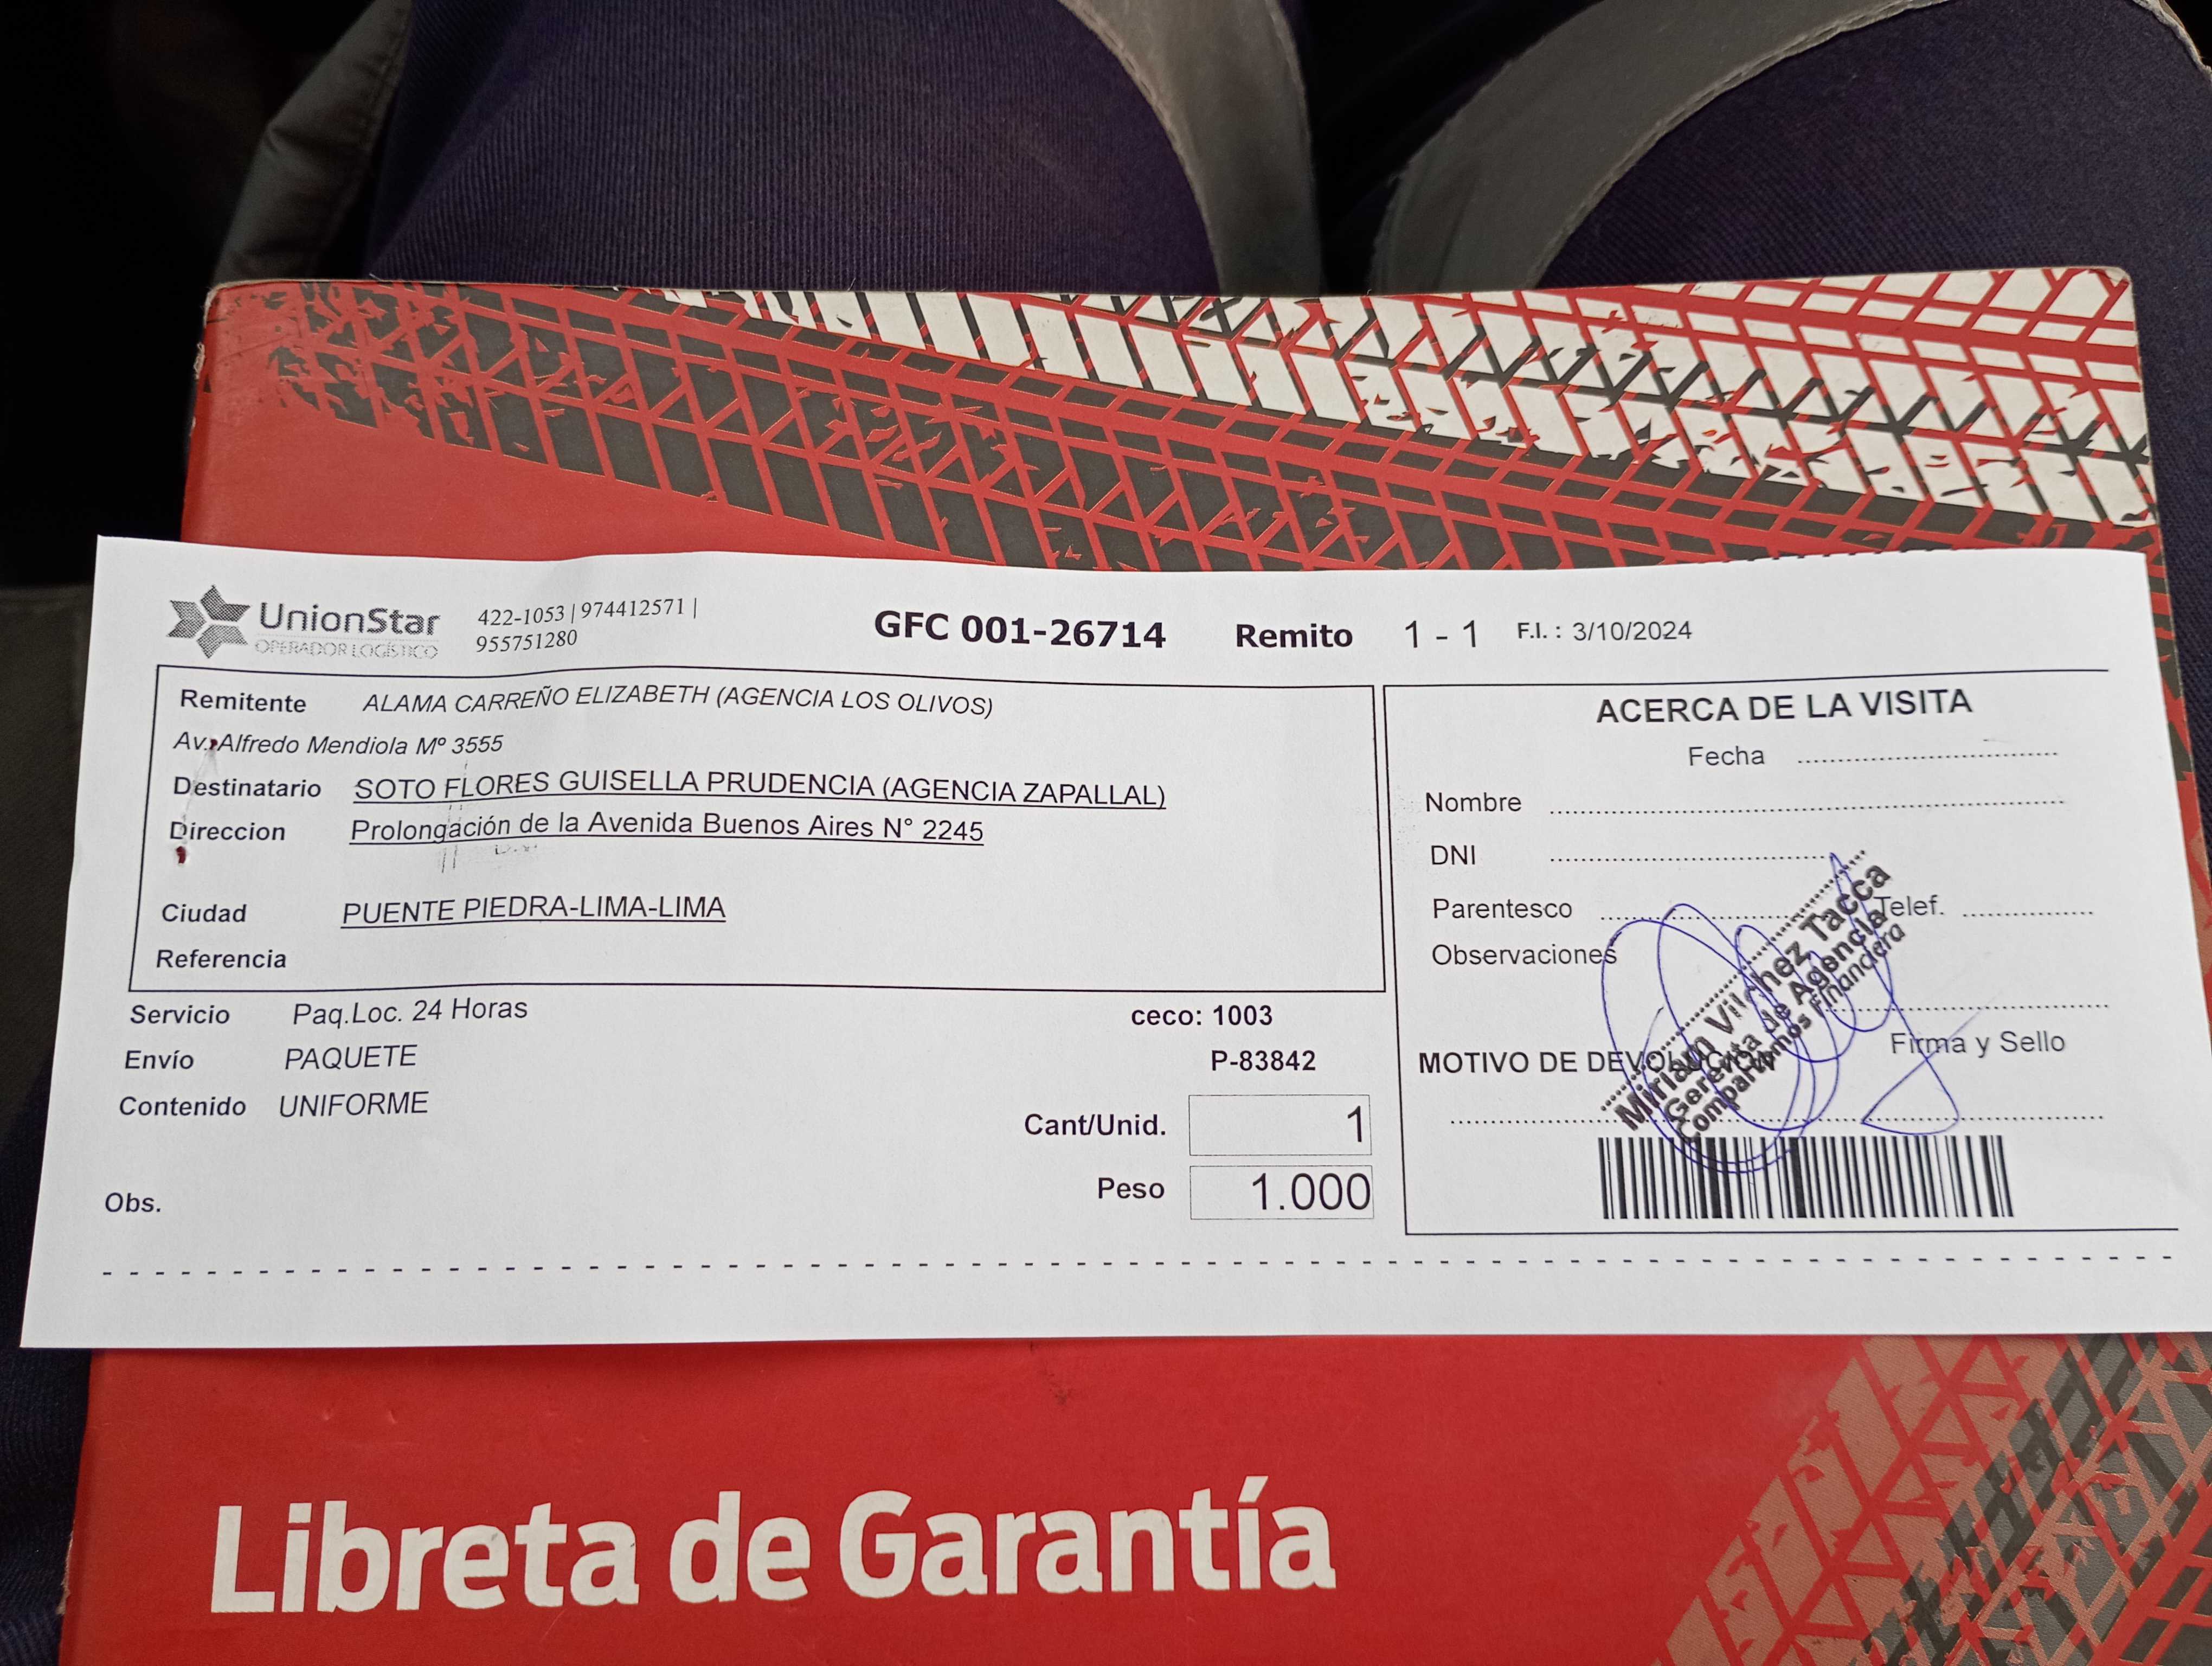 UnionStar
OPERADOR LOGÍSTICO
422-1053 | 974412571 |
955751280
GFC 001-26714 Remito 1 - 1 F.I. : 3/10/2024
Remitente ALAMA CARREÑO ELIZABETH (AGENCIA LOS OLIVOS)
Av. Alfredo Mendiola Mº 3555
Destinatario SOTO FLORES GUISELLA PRUDENCIA (AGENCIA ZAPALLAL)
Direccion Prolongación de la Avenida Buenos Aires N° 2245
Ciudad PUENTE PIEDRA-LIMA-LIMA
Referencia
Servicio Paq.Loc. 24 Horas
ceco: 1003
Envío PAQUETE
P-83842
Contenido UNIFORME
Cant/Unid. 1
Peso 1.000
Obs.
ACERCA DE LA VISITA
Fecha
Nombre
DNI
Parentesco Telef.
Observaciones
Firma y Sello
MOTIVO DE DEVOLUCION
Miriam Vilchez Tacca
Gerente de Agencia
Compartamos Financiera
Libreta de Garantía